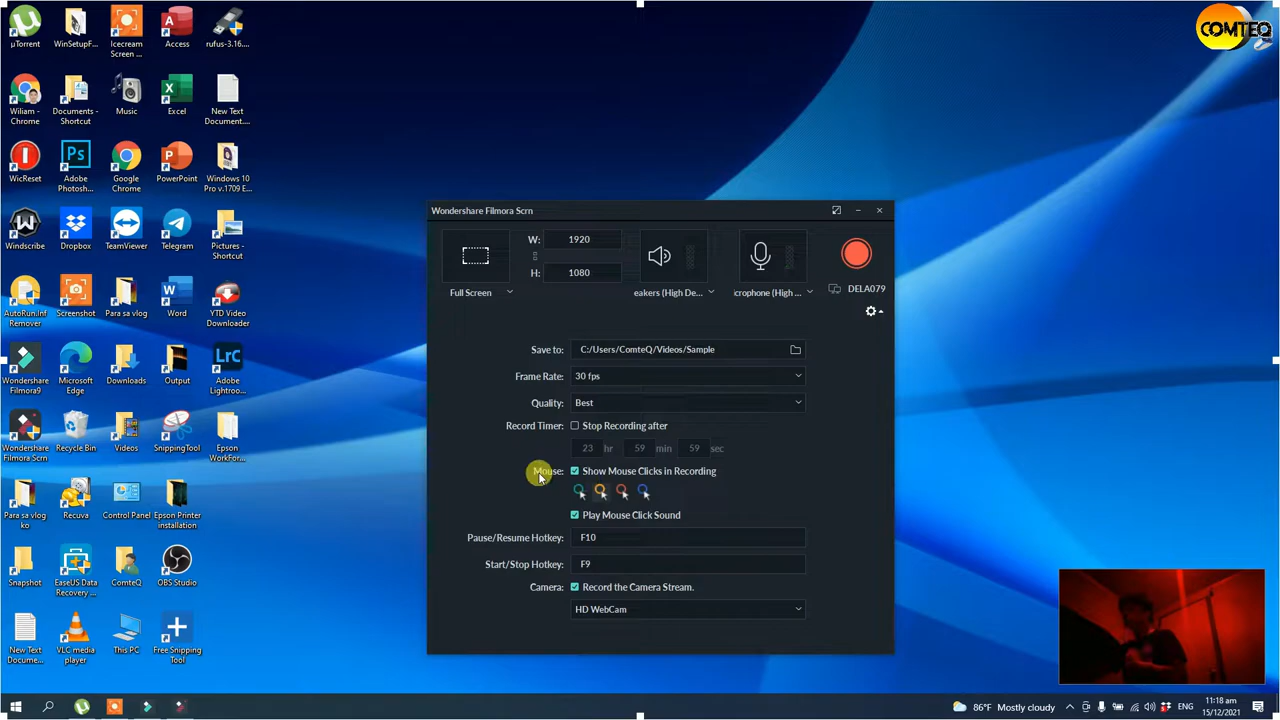 COMTEQ
µTorrent
WinSetupF...
Icecream
Screen ...
Access
rufus-3.16....
Wiliam -
Chrome
Documents -
Shortcut
Music
Excel
New Text
Document....
WicReset
Adobe
Photosh...
Google
Chrome
PowerPoint
Windows 10
Pro v.1709 E...
Windscribe
Dropbox
TeamViewer
Telegram
Pictures -
Shortcut
AutoRun.Inf
Remover
Screenshot
Para sa vlog
Word
YTD Video
Downloader
Wondershare
Filmora9
Microsoft
Edge
Downloads
Output
Lrc
Adobe
Lightroo...
Wondershare
Filmora Scrn
Recycle Bin
Videos
SnippingTool
Epson
WorkFor...
Para sa vlog
ko
Recuva
Control Panel
Epson Printer
installation
Snapshot
EaseUS Data
Recovery ...
ComteQ
OBS Studio
New Text
Docume...
VLC media
player
This PC
Free Snipping
Tool
Wondershare Filmora Scrn
W: 1920
H: 1080
Full Screen
eakers (High De...
icrophone (High ...
DELA079
Save to: C:/Users/ComteQ/Videos/Sample
Frame Rate: 30 fps
Quality: Best
Record Timer: Stop Recording after
23 hr 59 min 59 sec
Mouse: Show Mouse Clicks in Recording
Play Mouse Click Sound
Pause/Resume Hotkey: F10
Start/Stop Hotkey: F9
Camera: Record the Camera Stream.
HD WebCam
86°F Mostly cloudy
ENG
11:18 am
15/12/2021